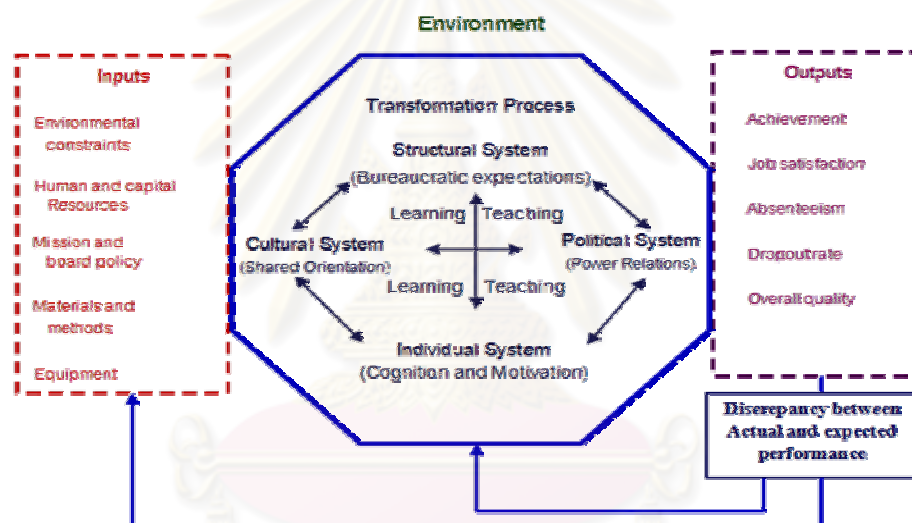 Environment
Inputs
Environmental
constraints
Human and capital
Resources
Mission and
board policy
Materials and
methods
Equipment
Transformation Process
Structural System
(Bureaucratic expectations)
Learning Teaching
Cultural System
(Shared Orientation)
Political System
(Power Relations)
Learning Teaching
Individual System
(Cognition and Motivation)
Outputs
Achievement
Job satisfaction
Absenteeism
Dropoutrate
Overall quality
Discrepancy between
Actual and expected
performance